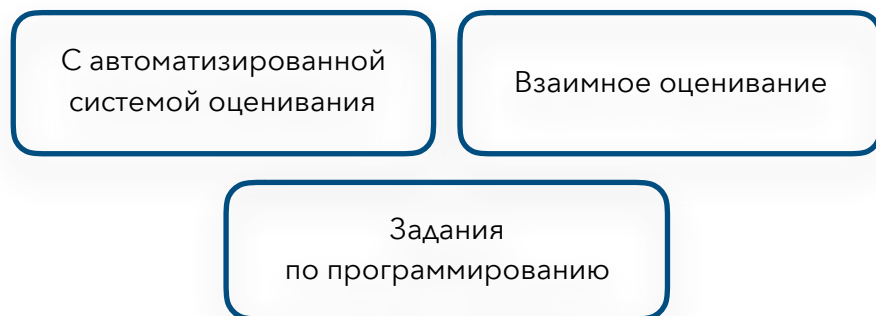 С автоматизированной
системой оценивания
Взаимное оценивание
Задания
по программированию